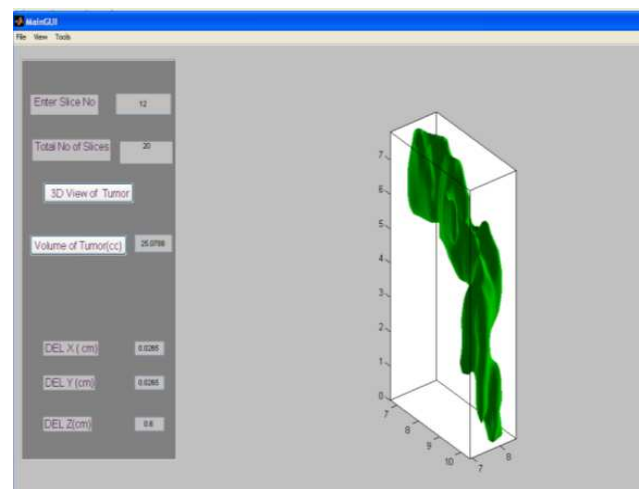 MainGUI
File View Tools
Enter Slice No 12
Total No of Slices 20
3D View of Tumor
Volume of Tumor(cc) 25.0798
DEL X ( cm) 0.0265
DEL Y (cm) 0.0265
DEL Z(cm) 0.6
7
6
5
4
3
2
1
0
7
8
9
10
7
8